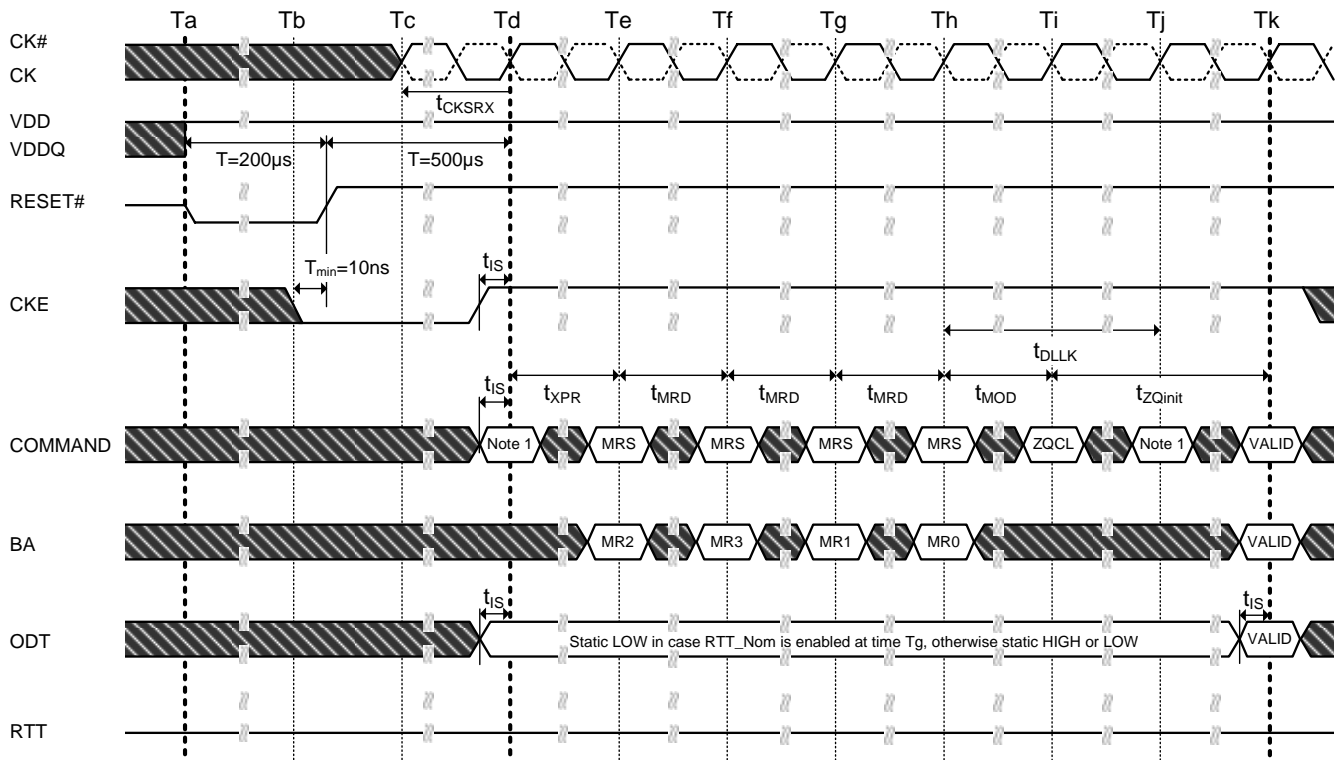 Ta Tb Tc Td Te Tf Tg Th Ti Tj Tk
CK#
CK
tCKSRX
VDD
VDDQ
T=200µs T=500µs
RESET#
Tmin=10ns tIS
CKE
tDLLK
tIS tXPR tMRD tMRD tMRD tMOD tZQinit
COMMAND Note 1 MRS MRS MRS MRS ZQCL Note 1 VALID
BA MR2 MR3 MR1 MR0 VALID
tIS tIS
ODT Static LOW in case RTT_Nom is enabled at time Tg, otherwise static HIGH or LOW VALID
RTT